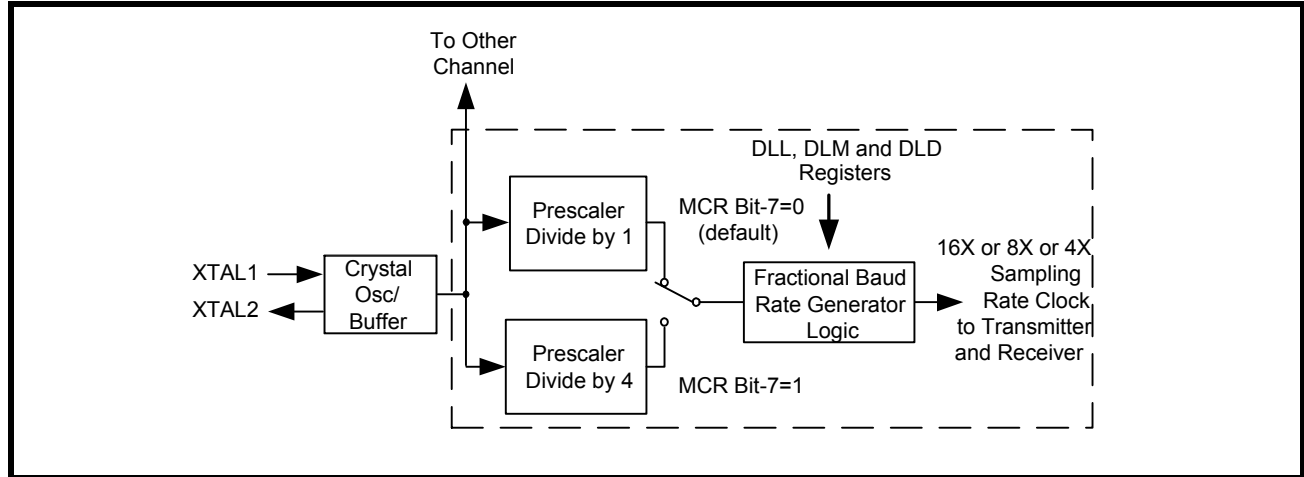 To Other
Channel
DLL, DLM and DLD
Registers
Prescaler
Divide by 1
MCR Bit-7=0
(default)
16X or 8X or 4X
Sampling
Rate Clock
to Transmitter
and Receiver
XTAL1
XTAL2
Crystal
Osc/
Buffer
Fractional Baud
Rate Generator
Logic
Prescaler
Divide by 4
MCR Bit-7=1